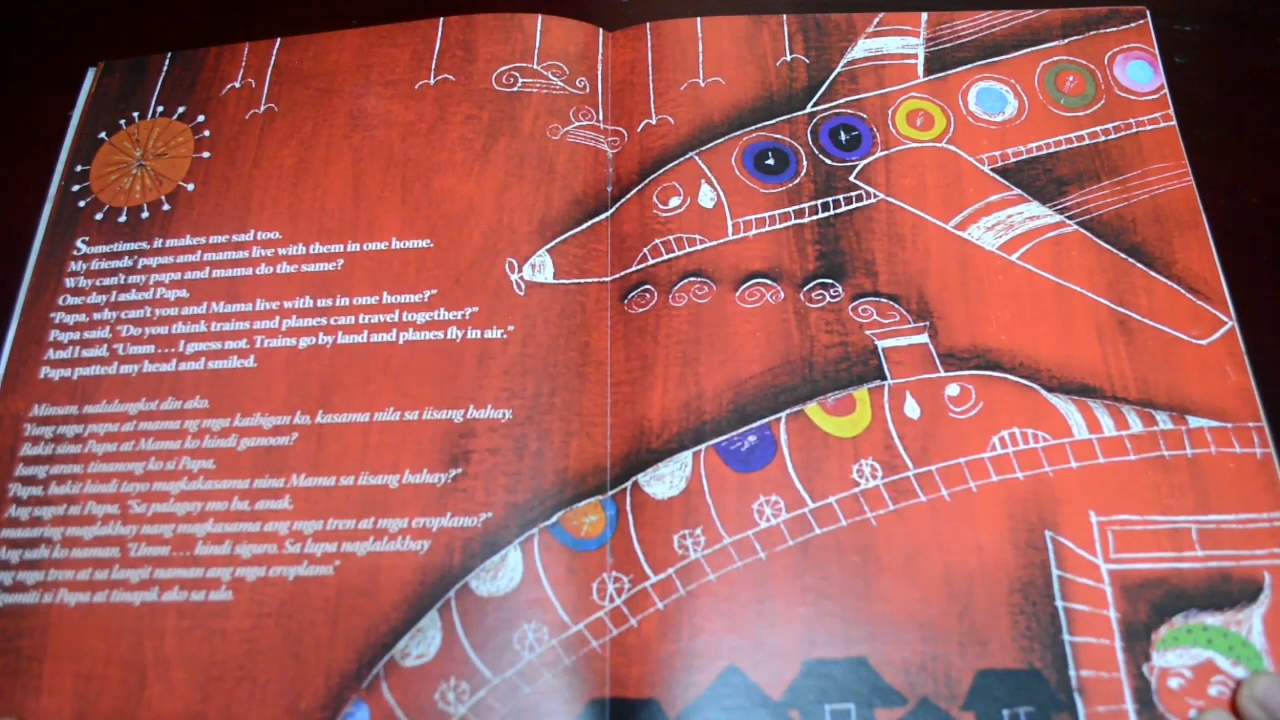 Sometimes, it makes me sad too.
My friends' papas and mamas live with them in one home.
Why can't my papa and mama do the same?
One day I asked Papa,
“Papa, why can't you and Mama live with us in one home?”
Papa said, “Do you think trains and planes can travel together?”
And I said, “Umm . . . I guess not. Trains go by land and planes fly in air.”
Papa patted my head and smiled.
Minsan, nalulungkot din ako.
Yung mga papa at mama ng mga kaibigan ko, kasama nila sa iisang bahay.
Bakit sina Papa at Mama ko hindi ganoon?
Isang araw, tinanong ko si Papa,
“Papa, bakit hindi tayo magkakasama nina Mama sa iisang bahay?”
Ang sagot ni Papa, “Sa palagay mo ba, anak,
maaaring maglakbay nang magkasama ang mga tren at mga eroplano?”
Ang sabi ko naman, “Umm . . . hindi siguro. Sa lupa naglalakbay
ng mga tren at sa langit naman ang mga eroplano.”
si Papa at tinapik ako sa ulo.